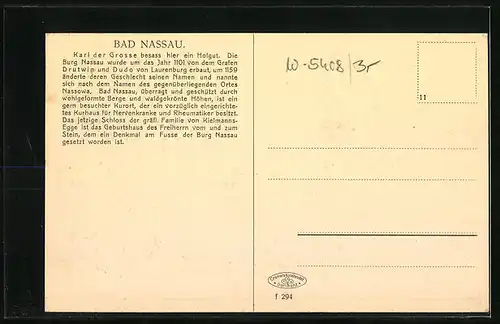 BAD NASSAU.
Karl der Grosse besass hier ein Hofgut. Die
Burg Nassau wurde um das Jahr 1101 von dem Grafen
Drutwip und Dudo von Laurenburg erbaut, um 1159
änderte deren Geschlecht seinen Namen und nannte
sich nach dem Namen des gegenüberliegenden Ortes
Nassowa. Bad Nassau, überragt und geschützt durch
wohlgeformte Berge und waldgekrönte Höhen, ist ein
gern besuchter Kurort, der ein vorzüglich eingerichte-
tes Kurhaus für Nervenkranke und Rheumatiker besitzt.
Das jetzige Schloss der gräfl. Familie von Kielmanns-
Egge ist das Geburtshaus des Freiherrn vom und zum
Stein, dem ein Denkmal am Fusse der Burg Nassau
gesetzt worden ist.
W-5408/3,-
11
f 294